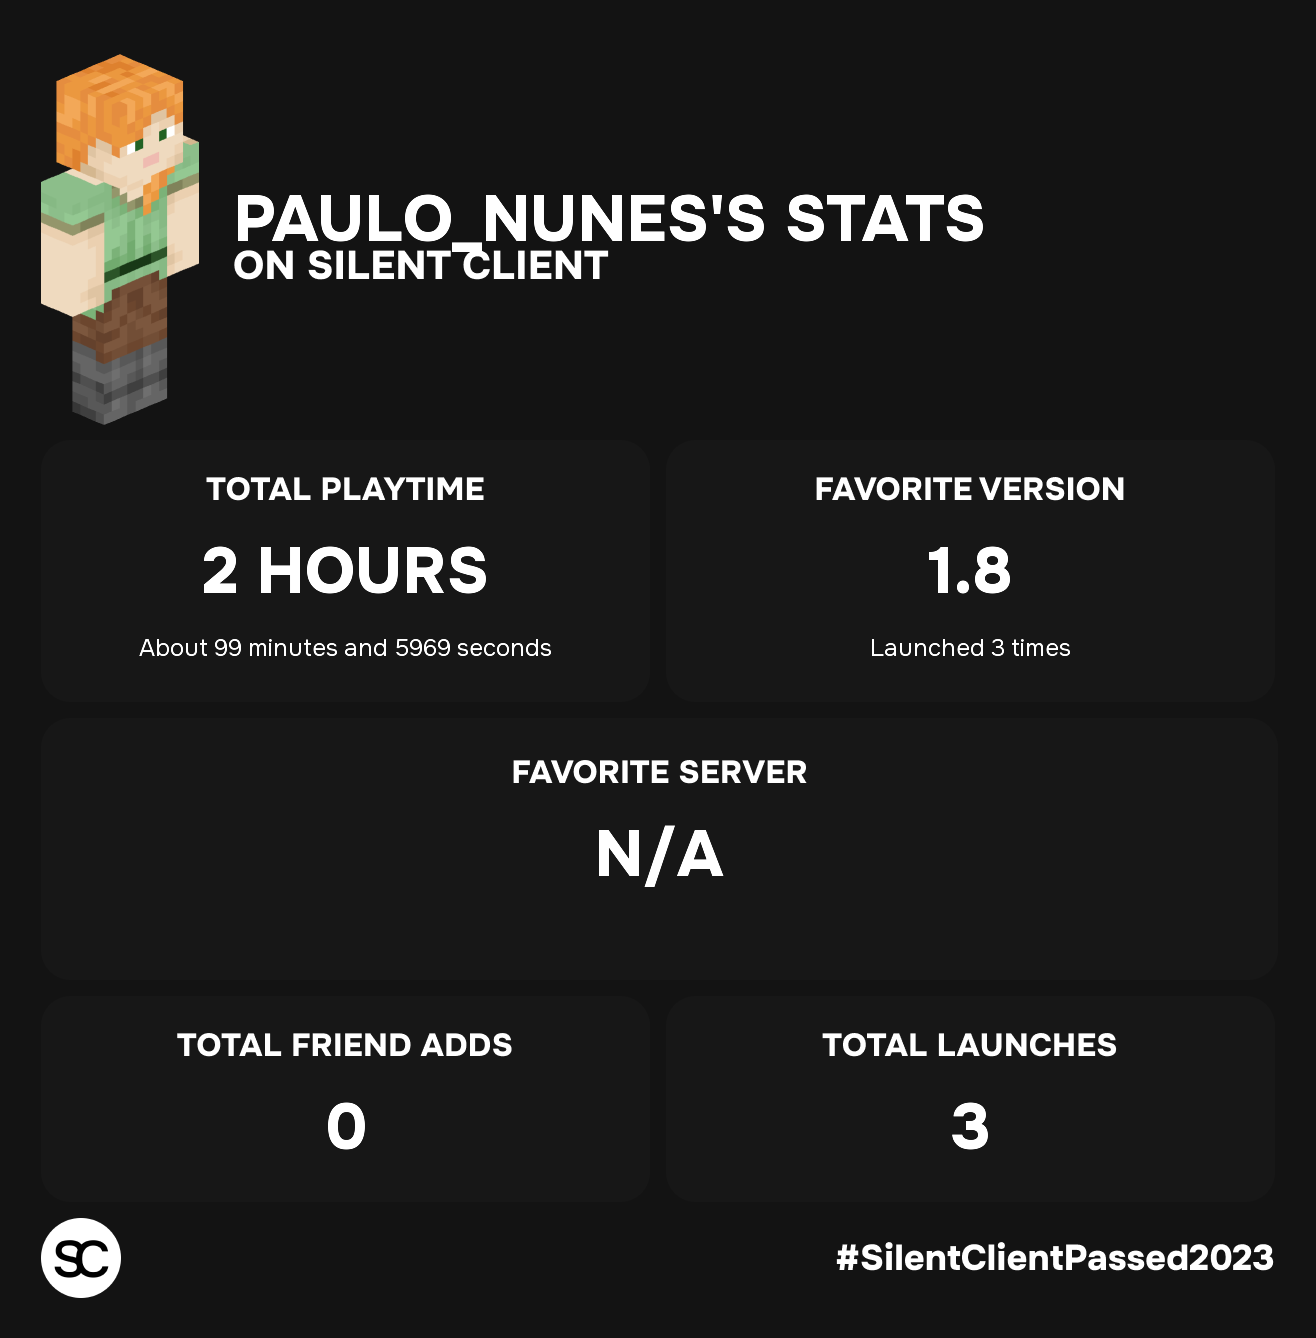 PAULO_NUNES'S STATS
ON SILENT CLIENT
TOTAL PLAYTIME
2 HOURS
About 99 minutes and 5969 seconds
FAVORITE VERSION
1.8
Launched 3 times
FAVORITE SERVER
N/A
TOTAL FRIEND ADDS
0
TOTAL LAUNCHES
3
SC
#SilentClientPassed2023